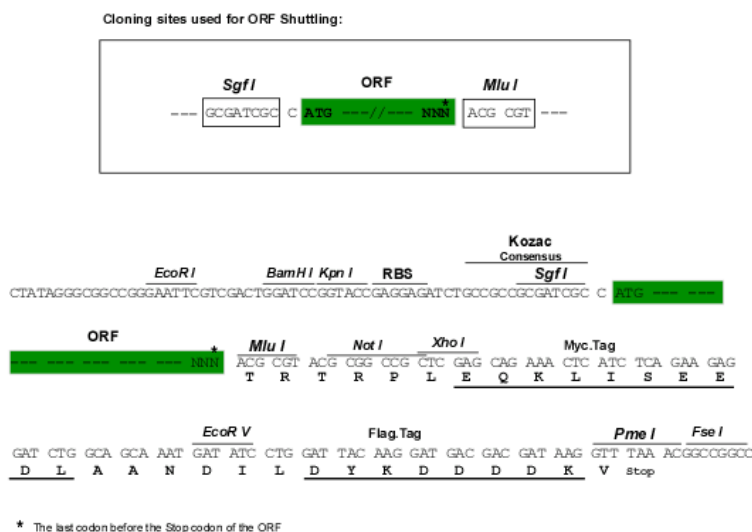 Cloning sites used for ORF Shuttling:
Sgf I ORF Mlu I
*
--- GCGATCGC C ATG ---//--- NNN ACG CGT ---
Kozac
Consensus
EcoR I BamH I Kpn I RBS Sgf I
CTATAGGGCGGCCGGGAATTCGTCGACTGGATCCGGTACCGAGGAGATCTGCCGCCGCGATCGC C ATG --- ---
ORF
* Mlu I Not I Xho I Myc.Tag
--- --- --- --- --- --- NNN ACG CGT ACG CGG CCG CTC GAG CAG AAA CTC ATC TCA GAA GAG
T R T R P L E Q K L I S E E
EcoR V Flag.Tag Pme I Fse I
GAT CTG GCA GCA AAT GAT ATC CTG GAT TAC AAG GAT GAC GAC GAT AAG GTT TAA ACGGCCGGCC
D L A A N D I L D Y K D D D D K V Stop
* The last codon before the Stop codon of the ORF